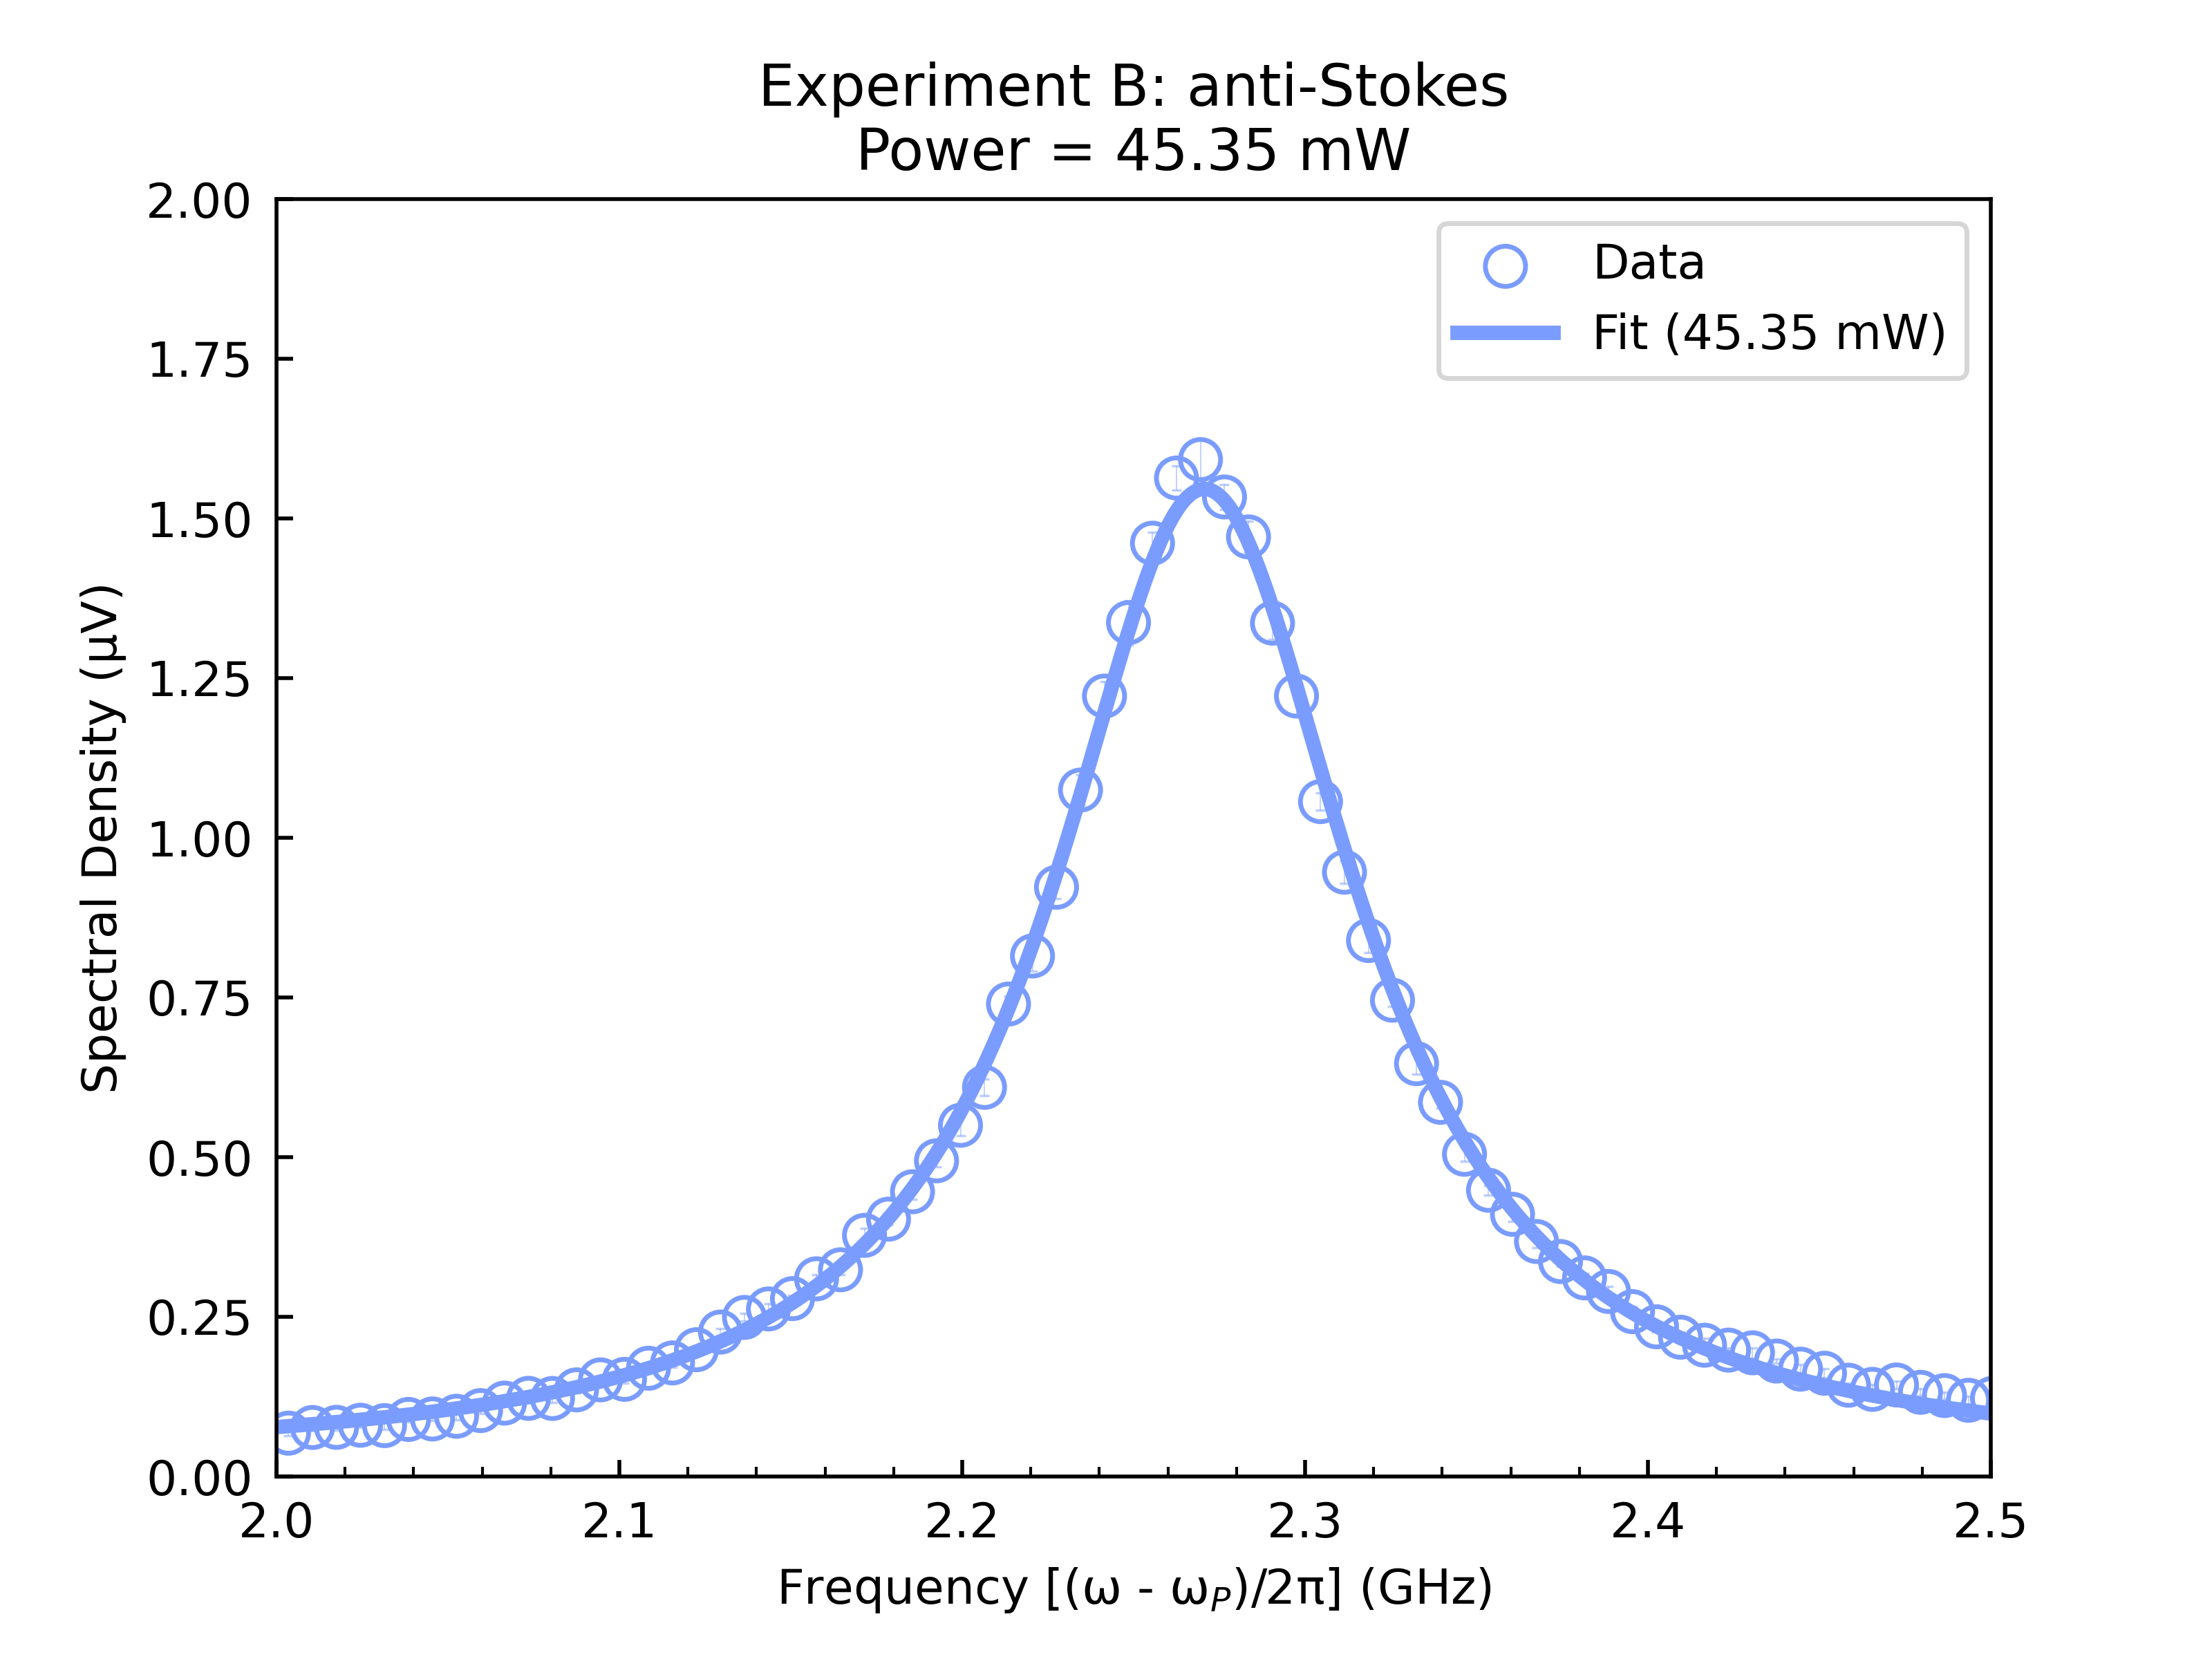 Experiment B: anti-Stokes
Power = 45.35 mW
Data
Fit (45.35 mW)
Spectral Density (μV)
2.00
1.75
1.50
1.25
1.00
0.75
0.50
0.25
0.00
2.0 2.1 2.2 2.3 2.4 2.5
Frequency [(ω - ω_P)/2π] (GHz)